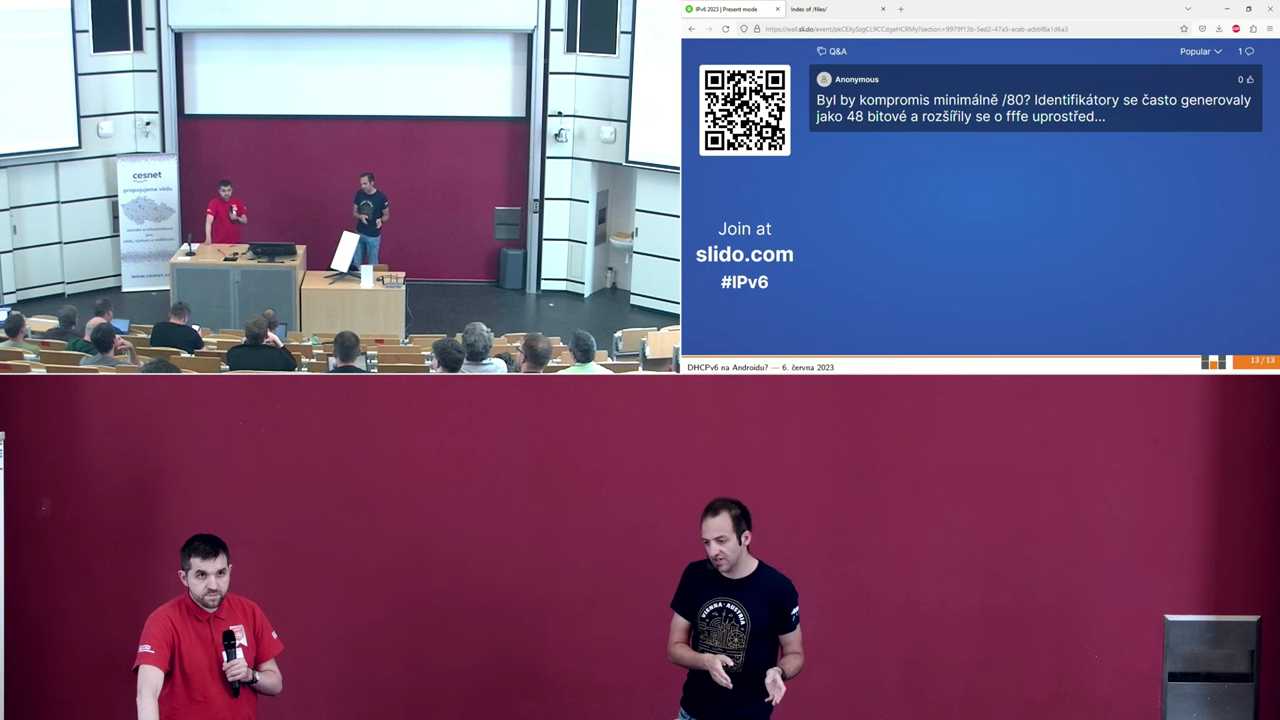 cesnet
propojujeme vědu
IPv6 2023 | Present mode
Index of /files/
Q&A
Popular
1
Anonymous
0
Byl by kompromis minimálně /80? Identifikátory se často generovaly
jako 48 bitové a rozšířily se o fffe uprostřed...
Join at
slido.com
#IPv6
DHCPv6 na Androidu? — 6. června 2023
13 / 13
VIENNA · AUSTRIA